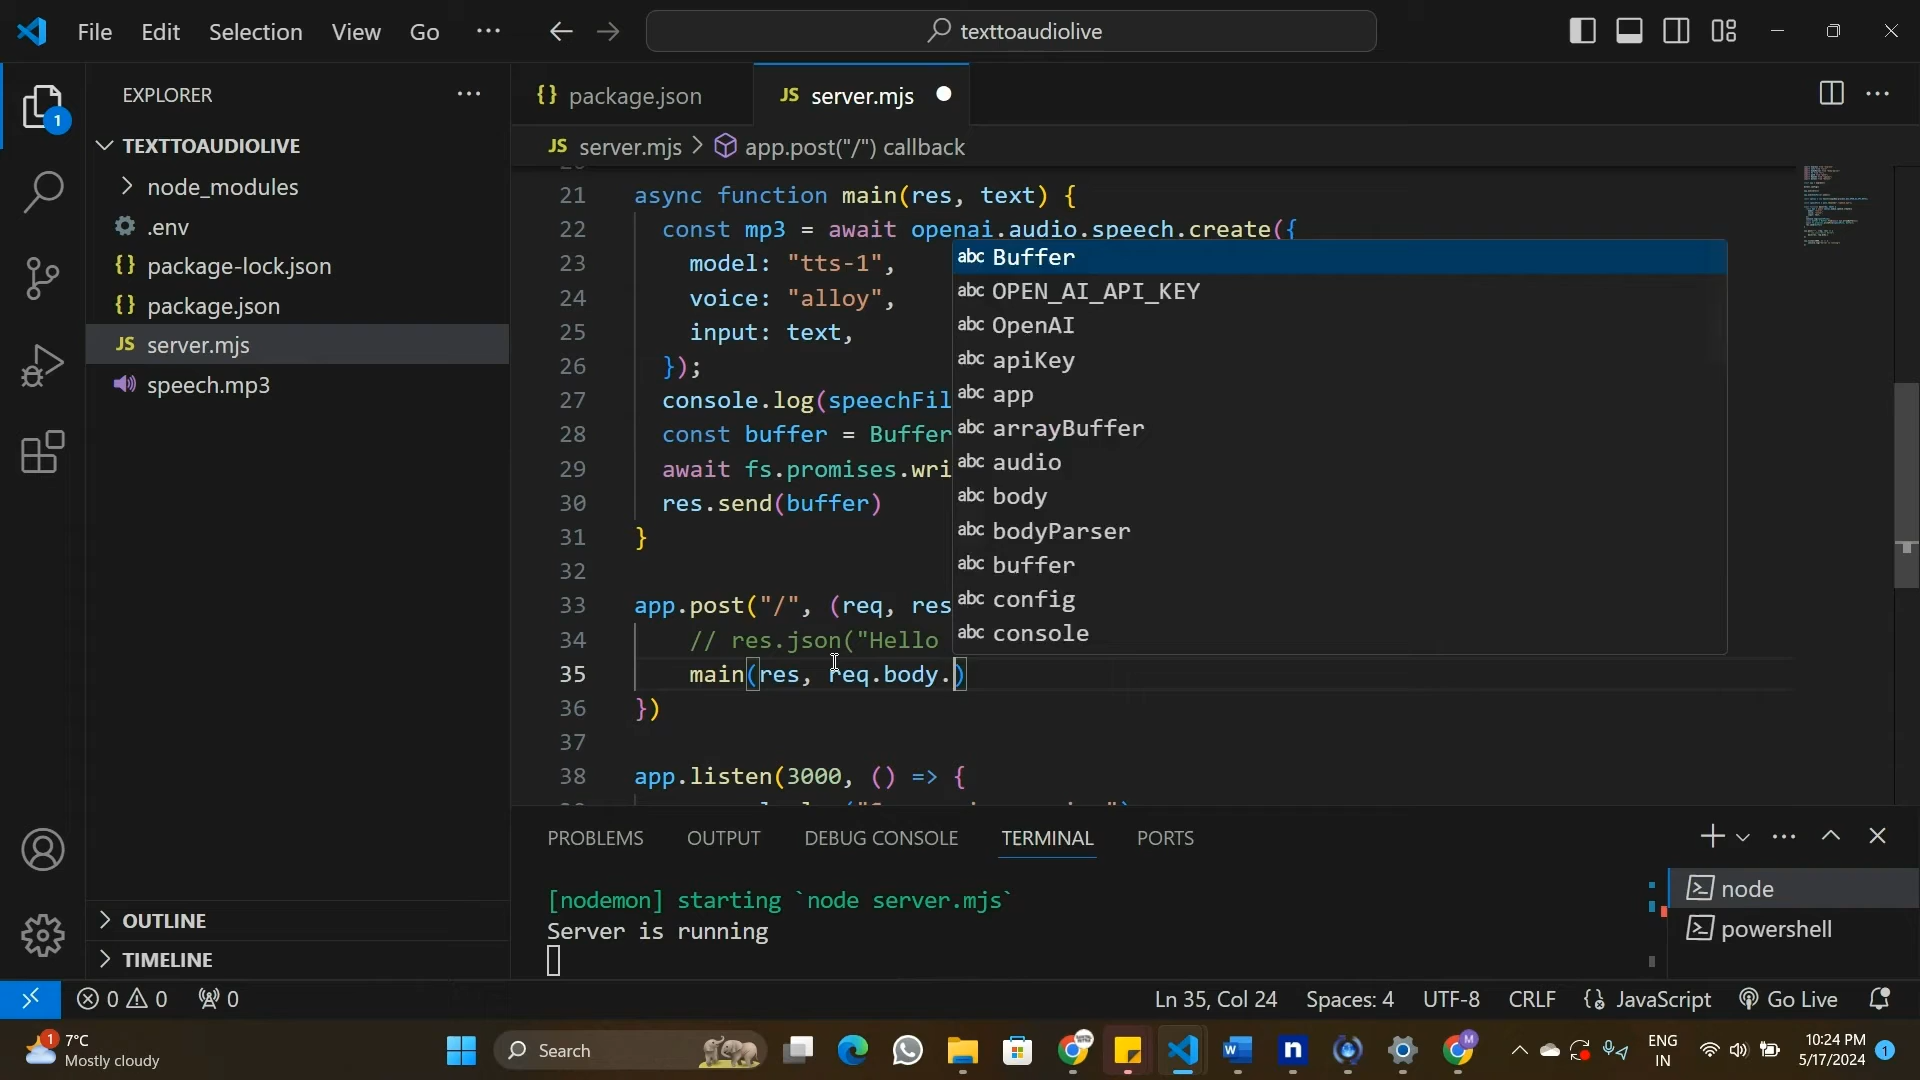 File Edit Selection View Go ... texttoaudiolive
EXPLORER ...
1
TEXTTOAUDIOLIVE
node_modules
.env
{} package-lock.json
{} package.json
JS server.mjs
speech.mp3
OUTLINE
TIMELINE
{} package.json
JS server.mjs
JS server.mjs > app.post("/") callback
21 async function main(res, text) {
22 const mp3 = await openai.audio.speech.create({
23 model: "tts-1",
24 voice: "alloy",
25 input: text,
26 });
27 console.log(speechFil
28 const buffer = Buffer
29 await fs.promises.wri
30 res.send(buffer)
31 }
32
33 app.post("/", (req, res
34 // res.json("Hello
35 main(res, req.body.)
36 })
37
38 app.listen(3000, () => {
abc Buffer
abc OPEN_AI_API_KEY
abc OpenAI
abc apiKey
abc app
abc arrayBuffer
abc audio
abc body
abc bodyParser
abc buffer
abc config
abc console
PROBLEMS OUTPUT DEBUG CONSOLE TERMINAL PORTS
[nodemon] starting `node server.mjs`
Server is running
node
powershell
0 0 0 Ln 35, Col 24 Spaces: 4 UTF-8 CRLF {} JavaScript Go Live
1 7°C
Mostly cloudy
Search
W n M
ENG
IN
10:24 PM
5/17/2024
1